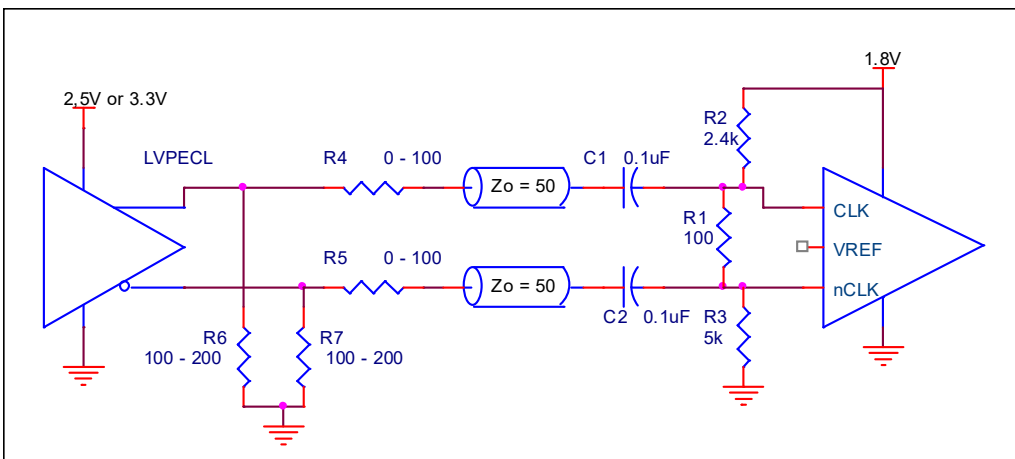 1.8V
2.5V or 3.3V
R2
2.4k
LVPECL
R4 0 - 100
C1 0.1uF
Zo = 50
R1
100
CLK
VREF
R5 0 - 100
Zo = 50
nCLK
C2 0.1uF
R3
5k
R6
100 - 200
R7
100 - 200